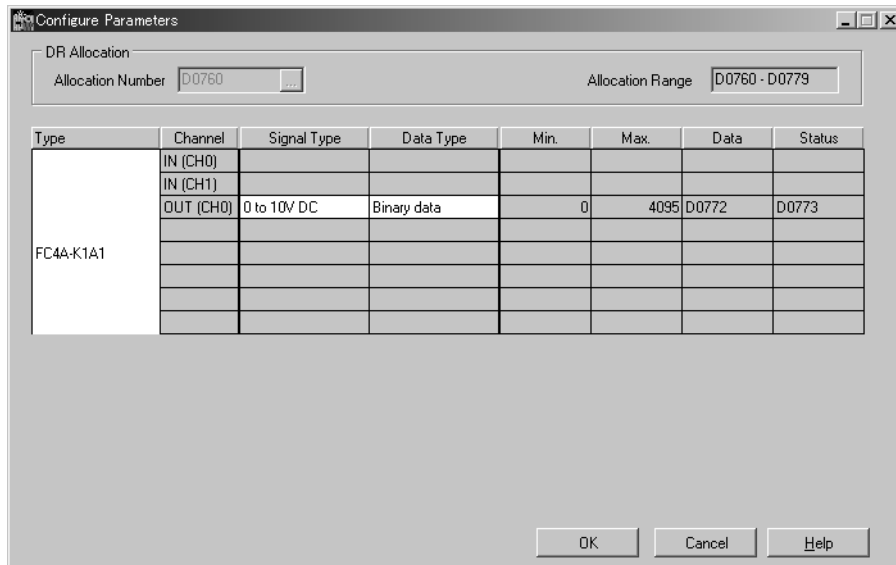 Configure Parameters
DR Allocation
Allocation Number D0760 ... Allocation Range D0760 - D0779
Type Channel Signal Type Data Type Min. Max. Data Status
IN (CH0)
IN (CH1)
OUT (CH0) 0 to 10V DC Binary data 0 4095 D0772 D0773
FC4A-K1A1
OK Cancel Help